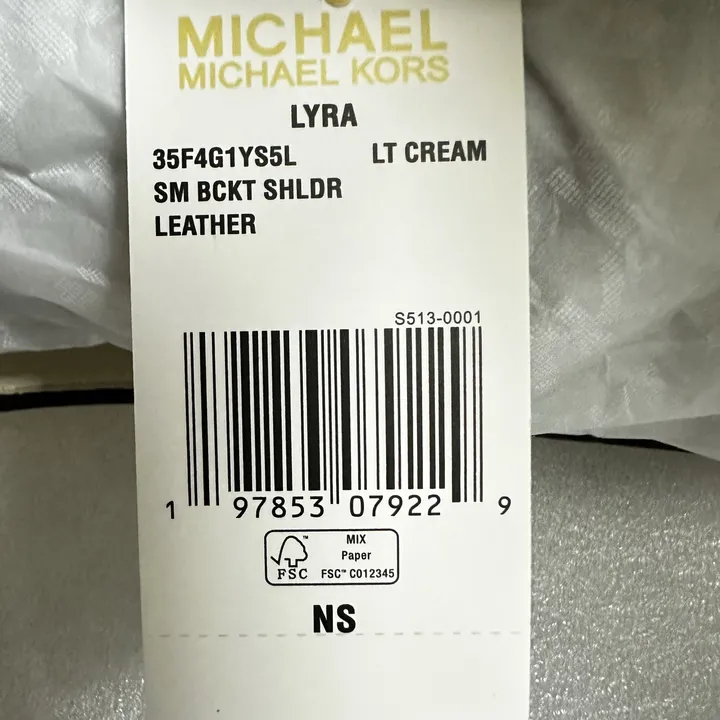 MICHAEL
MICHAEL KORS
LYRA
35F4G1YS5L LT CREAM
SM BCKT SHLDR
LEATHER
S513-0001
1 97853 07922 9
FSC™
MIX
Paper
FSC™ C012345
NS